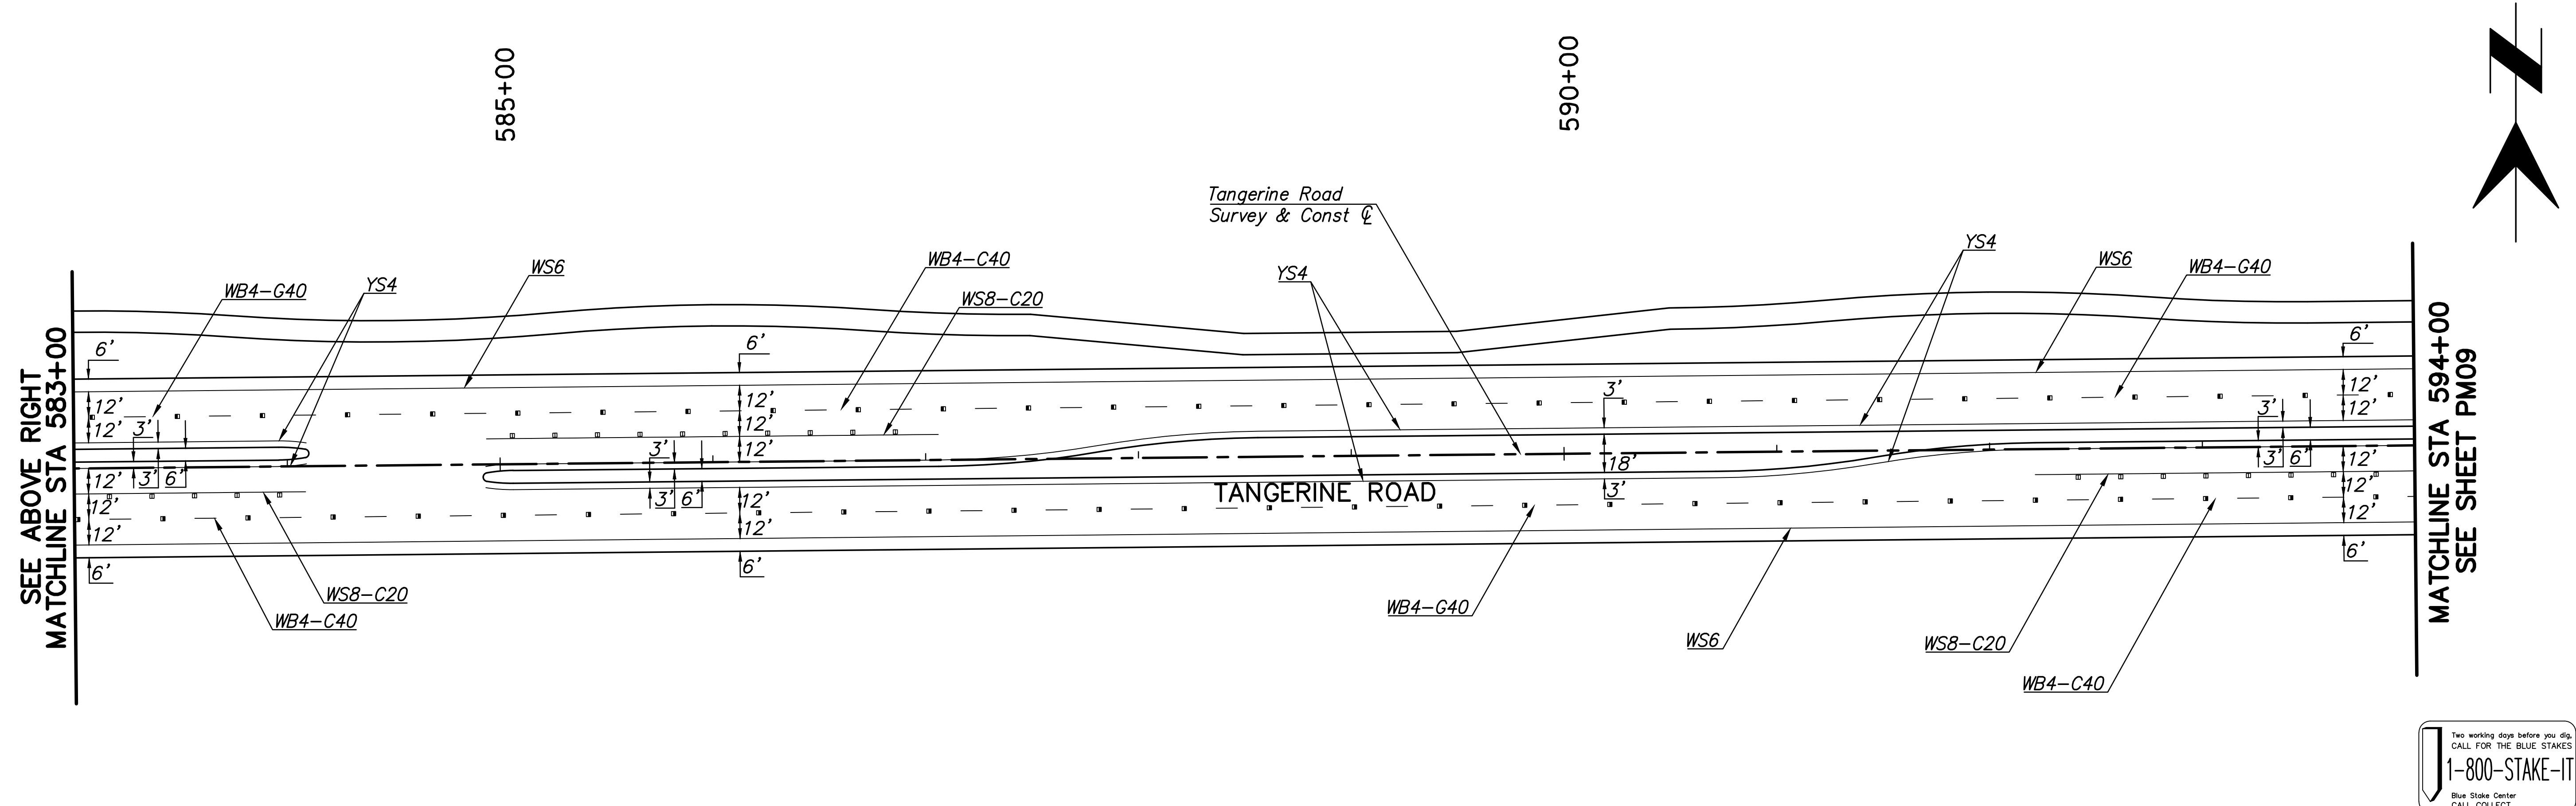 585+00
590+00
N
Tangerine Road
Survey & Const ℄
YS4
WS6
WB4-G40
YS4
WS6
WB4-C40
WS8-C20
YS4
WB4-G40
6'
6'
6'
12'
12'
3'
12'
12'
12'
3'
12'
12'
3'
3'
6'
12'
12'
12'
3'
3'
6'
12'
12'
18'
3'
3'
6'
12'
12'
12'
6'
6'
6'
TANGERINE ROAD
SEE ABOVE RIGHT
MATCHLINE STA 583+00
MATCHLINE STA 594+00
SEE SHEET PM09
WS8-C20
WB4-C40
WB4-G40
WS6
WS8-C20
WB4-C40
Two working days before you dig,
CALL FOR THE BLUE STAKES
1-800-STAKE-IT
Blue Stake Center
CALL COLLECT